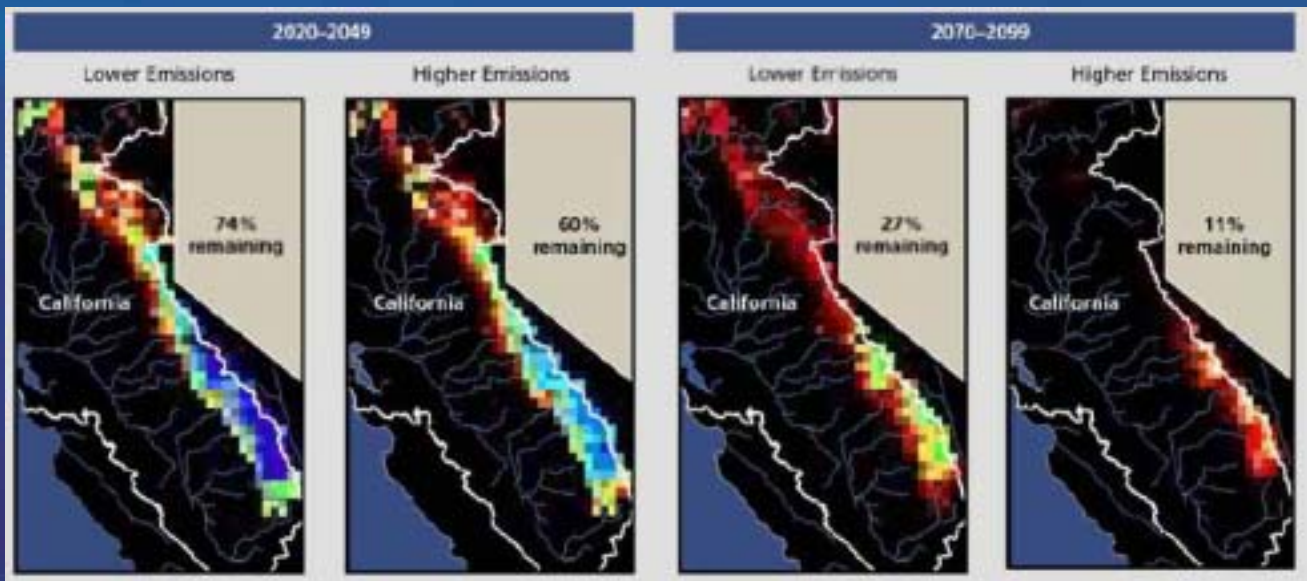 2020–2049
2070–2099
Lower Emissions
Higher Emissions
Lower Emissions
Higher Emissions
74%
remaining
California
60%
remaining
California
27%
remaining
California
11%
remaining
California